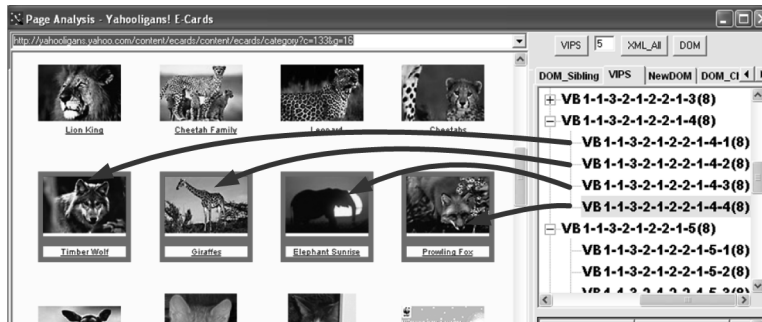 Page Analysis - Yahooligans! E-Cards
http://yahooligans.yahoo.com/content/ecards/content/ecards/category?c=133&g=16
VIPS 5 XML_All DOM
DOM_Sibling VIPS NewDOM
Lion King Cheetah Family Leopard Cheetahs
Timber Wolf Giraffes Elephant Sunrise Prowling Fox
VB 1-1-3-2-1-2-2-1-3(8)
VB 1-1-3-2-1-2-2-1-4(8)
VB 1-1-3-2-1-2-2-1-4-1(8)
VB 1-1-3-2-1-2-2-1-4-2(8)
VB 1-1-3-2-1-2-2-1-4-3(8)
VB 1-1-3-2-1-2-2-1-4-4(8)
VB 1-1-3-2-1-2-2-1-5(8)
VB 1-1-3-2-1-2-2-1-5-1(8)
VB 1-1-3-2-1-2-2-1-5-2(8)